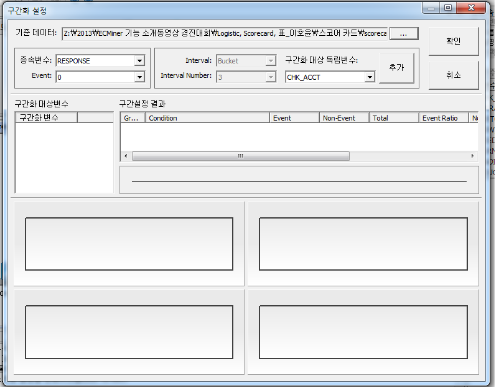 구간화 설정
기준 데이터: Z:\2013\ECMiner 기능 소개동영상 경진대회\Logistic, Scorecard, 표_이호음\스코어 카드\scoreca ...
확인
종속변수: RESPONSE
Interval: Bucket
구간화 대상 독립변수:
추가
취소
Event: 0
Interval Number: 3
CHK_ACCT
구간화 대상변수
구간설정 결과
구간화 변수
Gr... Condition Event Non-Event Total Event Ratio